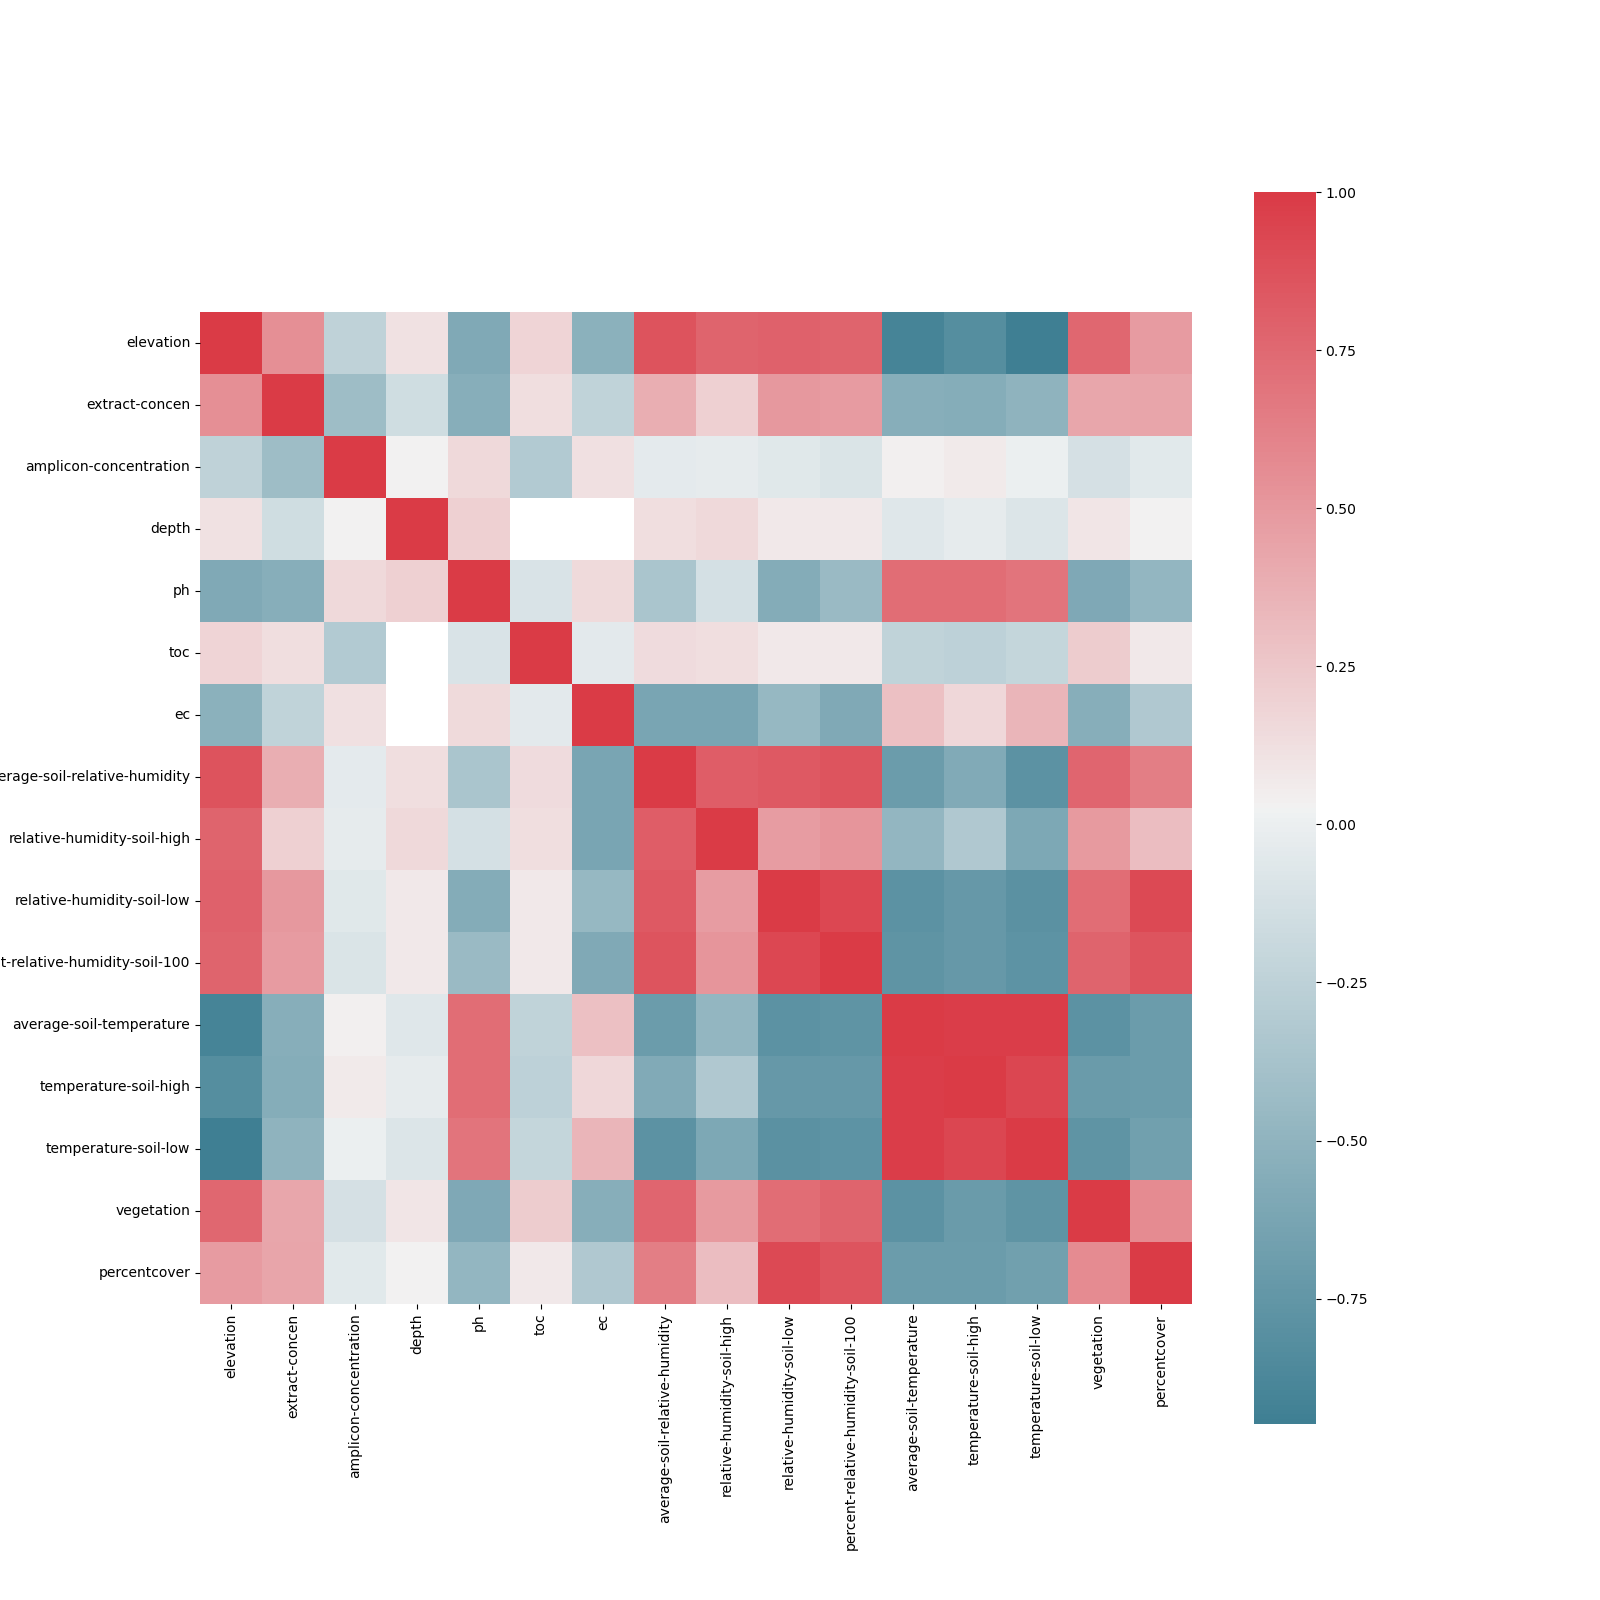 1.00
elevation
0.75
extract-concen
amplicon-concentration
0.50
depth
ph
0.25
toc
ec
erage-soil-relative-humidity
0.00
relative-humidity-soil-high
relative-humidity-soil-low
t-relative-humidity-soil-100
−0.25
average-soil-temperature
temperature-soil-high
−0.50
temperature-soil-low
vegetation
percentcover
−0.75
elevation
extract-concen
amplicon-concentration
depth
ph
toc
ec
average-soil-relative-humidity
relative-humidity-soil-high
relative-humidity-soil-low
percent-relative-humidity-soil-100
average-soil-temperature
temperature-soil-high
temperature-soil-low
vegetation
percentcover